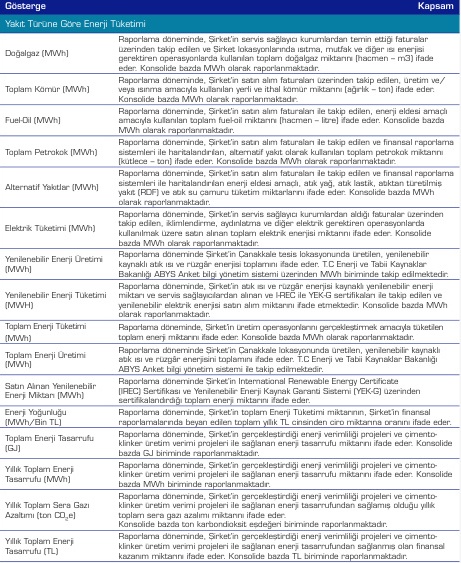 Gösterge Kapsam
Yakıt Türüne Göre Enerji Tüketimi
Doğalgaz (MWh)
Raporlama döneminde, Şirket'in servis sağlayıcı kurumlardan temin ettiği faturalar
üzerinden takip edilen ve Şirket lokasyonlarında ısıtma, mutfak ve diğer ısı enerjisi
gerektiren operasyonlarda kullanılan toplam doğalgaz miktarını (hacmen – m3) ifade
eder. Konsolide bazda MWh olarak raporlanmaktadır.
Toplam Kömür (MWh)
Raporlama döneminde, Şirket'in satın alım faturaları üzerinden takip edilen, üretim ve/
veya ısınma amacıyla kullanılan yerli ve ithal kömür miktarını (ağırlık – ton) ifade eder.
Konsolide bazda MWh olarak raporlanmaktadır.
Fuel-Oil (MWh)
Raporlama döneminde, Şirket'in satın alım faturaları ile takip edilen, enerji eldesi amaçlı
amacıyla kullanılan toplam fuel-oil miktarını (hacmen – litre) ifade eder. Konsolide bazda
MWh olarak raporlanmaktadır.
Toplam Petrokok (MWh)
Raporlama döneminde, Şirket'in satın alım faturaları ile takip edilen ve finansal raporlama
sistemleri ile haritalandırılan, alternatif yakıt olarak kullanılan toplam petrokok miktarını
(kütlece – ton) ifade eder. Konsolide bazda MWh olarak raporlanmaktadır.
Alternatif Yakıtlar (MWh)
Raporlama döneminde, Şirket'in satın alım faturaları ile takip edilen ve finansal raporlama
sistemleri ile haritalandırılan enerji eldesi amaçlı, atık yağ, atık lastik, atıktan türetilmiş
yakıt (RDF) ve atık su camuru tüketim miktarlarını ifade eder. Konsolide bazda MWh
olarak raporlanmaktadır.
Elektrik Tüketimi (MWh)
Raporlama döneminde, Şirket'in servis sağlayıcı kurumlardan aldığı faturalar üzerinden
takip edilen, iklimlendirme, aydınlatma ve diğer elektrik gerektiren operasyonlarda
kullanılmak üzere satın alınan toplam elektrik enerjisi miktarını ifade eder. Konsolide
bazda MWh olarak raporlanmaktadır.
Yenilenebilir Enerji Üretimi
(MWh)
Raporlama döneminde Şirket'in Çanakkale tesis lokasyonunda üretilen, yenilenebilir
kaynaklı atık ısı ve rüzgâr enerjisi toplamını ifade eder. T.C Enerji ve Tabii Kaynaklar
Bakanlığı ABYS Anket bilgi yönetim sistemi üzerinden MWh biriminde takip edilmektedir.
Yenilenebilir Enerji Tüketimi
(MWH)
Raporlama döneminde, Şirket'in atık ısı ve rüzgâr enerjisi kaynaklı yenilenebilir enerji
miktarı ve servis sağlayıcılardan alınan ve I-REC ile YEK-G sertifikaları ile takip edilen ve
yenilenebilir elektrik enerjisi satın alım miktarını ifade etmektedir. Konsolide bazda MWh
olarak raporlanmaktadır.
Toplam Enerji Tüketimi
(MWh)
Raporlama döneminde, Şirket'in üretim operasyonlarını gerçekleştirmek amacıyla tüketilen
toplam enerji miktarını ifade eder. Konsolide bazda MWh olarak raporlanmaktadır.
Toplam Enerji Üretimi
(MWh)
Raporlama döneminde Şirket'in Canakkale lokasyonunda üretilen, yenilenebilir kaynaklı
atık ısı ve rüzgâr enerjisini toplamını ifade eder. T.C Enerji ve Tabii Kaynaklar Bakanlığı
ABYS Anket bilgi yönetim sistemi ile takip edilmektedir.
Satın Alınan Yenilenebilir
Enerji Miktarı (MWh)
Raporlama döneminde Şirket'in International Renewable Energy Certificate
(IREC) Sertifikası ve Yenilenebilir Enerji Kaynak Garanti Sistemi (YEK-G) üzerinden
sertifikalandırdığı toplam enerji miktarını ifade eder.
Enerji Yoğunluğu
(MWh/Bin TL)
Raporlama döneminde, Şirket'in toplam Enerji Tüketimi miktarının, Şirket'in finansal
raporlamalarında beyan edilen toplam yıllık TL cinsinden ciro miktarına oranını ifade eder.
Toplam Enerji Tasarrufu
(GJ)
Raporlama döneminde, Şirket'in gerçekleştirdiği enerji verimliliği projeleri ve cimento-
klinker üretim verimi projeleri ile sağlanan enerji tasarrufu miktarını ifade eder. Konsolide
bazda GJ biriminde raporlanmaktadır.
Yıllık Toplam Enerji
Tasarrufu (MWh)
Raporlama döneminde, Şirket'in gerçekleştirdiği enerji verimliliği projeleri ve cimento-
klinker üretim verimi projeleri ile sağlanan enerji tasarrufu miktarını ifade eder. Konsolide
bazda MWh biriminde raporlanmaktadır.
Yıllık Toplam Sera Gazı
Azaltımı (ton CO₂e)
Raporlama döneminde, Şirket'in gerçekleştirdiği enerji verimliliği projeleri ve cimento-
klinker üretim verimi projeleri ile sağlanan enerji tasarrufundan sağlamış olduğu yıllık
toplam sera gazı azalımı miktarını ifade eder.
Konsolide bazda ton karbondioksit eşdeğeri biriminde raporlanmaktadır.
Yıllık Toplam Enerji
Tasarrufu (TL)
Raporlama döneminde, Şirket'in gerçekleştirdiği enerji verimliliği projeleri ve cimento-
klinker üretim verimi projeleri ile sağlanan enerji tasarrufundan sağlanmış olan finansal
kazanım miktarını ifade eder. Konsolide bazda TL biriminde raporlanmaktadır.